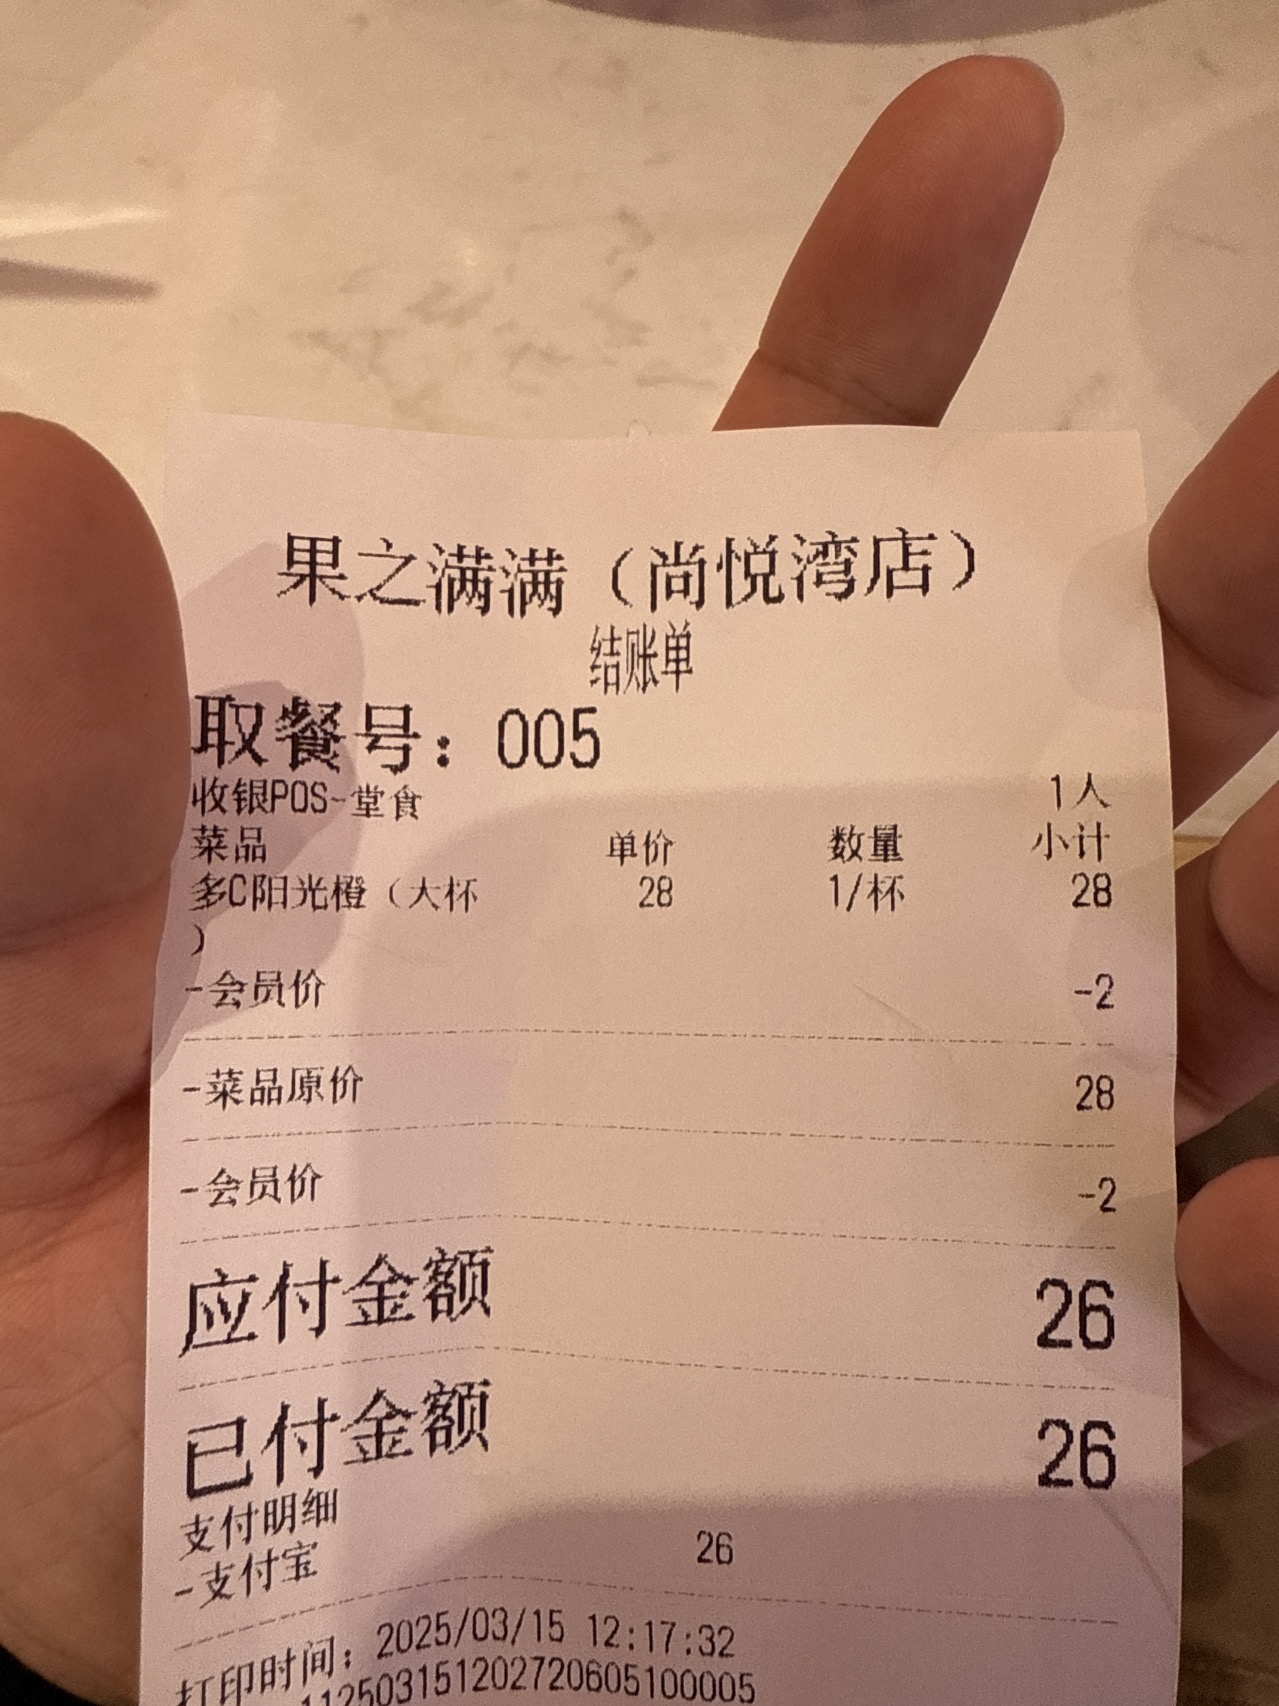 果之满满（尚悦湾店）
结账单
取餐号：005
收银POS-堂食 1人
菜品 单价 数量 小计
多C阳光橙（大杯 28 1/杯 28
）
-会员价 -2
-菜品原价 28
-会员价 -2
应付金额 26
已付金额 26
支付明细
-支付宝 26
打印时间：2025/03/15 12:17:32
112503151202720605100005